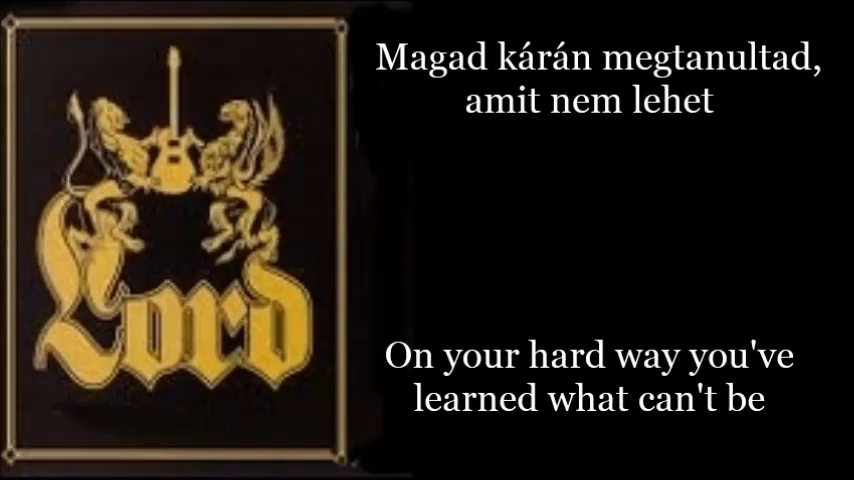 Lord
Magad kárán megtanultad,
amit nem lehet
On your hard way you've
learned what can't be